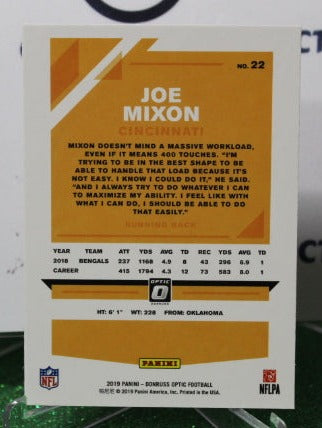 NO. 22
JOE
MIXON
CINCINNATI
MIXON DOESN'T MIND A MASSIVE WORKLOAD,
EVEN IF IT MEANS 400 TOUCHES. "I'M
TRYING TO BE IN THE BEST SHAPE TO BE
ABLE TO HANDLE THAT LOAD BECAUSE IT'S
NOT EASY. I KNOW I COULD DO IT," HE SAID.
"AND I ALWAYS TRY TO DO WHATEVER I CAN
TO MAXIMIZE MY ABILITY. I FEEL LIKE WITH
WHAT I CAN DO, I SHOULD BE ABLE TO DO
THAT EASILY."
RUNNING BACK
YEAR TEAM ATT YDS AVG TD REC YDS AVG TD
2018 BENGALS 237 1168 4.9 8 43 296 6.9 1
CAREER 415 1794 4.3 12 73 583 8.0 1
OPTIC
DONRUSS
HT: 6' 1" WT: 228 FROM: OKLAHOMA
PANINI
NFL
NFLPA
2019 PANINI - DONRUSS OPTIC FOOTBALL
© 2019 Panini America, Inc. Printed in the USA.